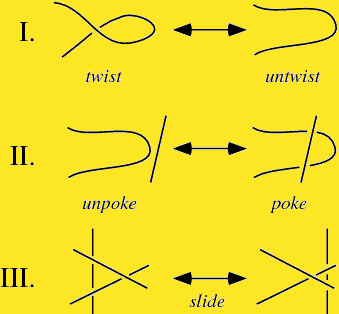 I.
twist untwist
II.
unpoke poke
III.
slide